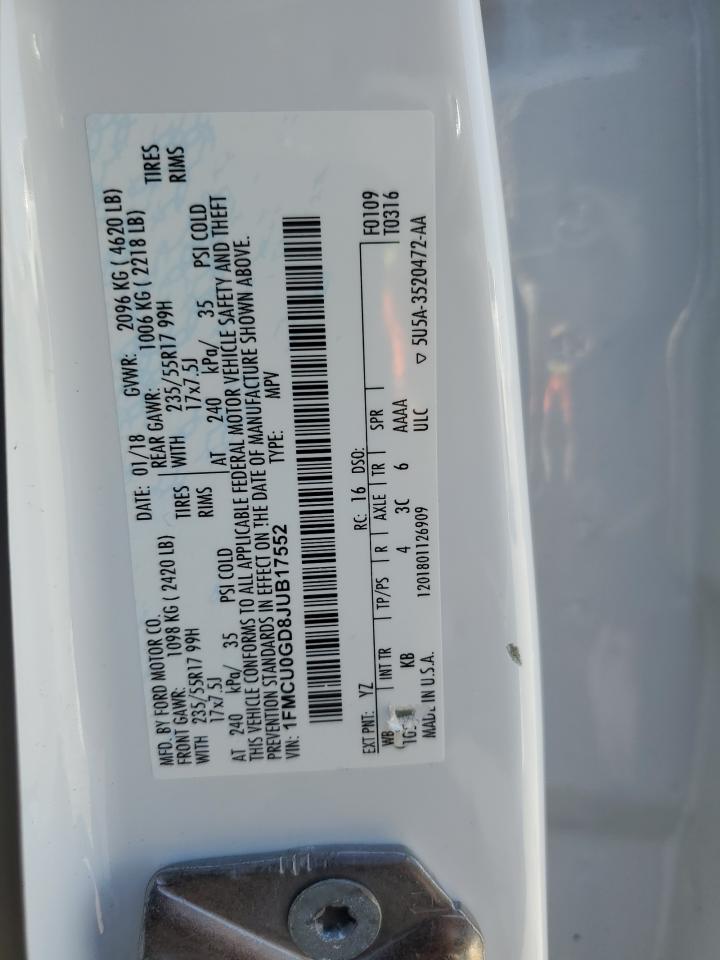 MFD. BY FORD MOTOR CO.
DATE: 01/18 GVWR: 2096 KG ( 4620 LB)
FRONT GAWR: 1098 KG ( 2420 LB)
REAR GAWR: 1006 KG ( 2218 LB)
WITH 235/55R17 99H TIRES
WITH 235/55R17 99H TIRES
17x7.5J RIMS
17x7.5J RIMS
AT 240 kPa/ 35 PSI COLD
AT 240 kPa/ 35 PSI COLD
THIS VEHICLE CONFORMS TO ALL APPLICABLE FEDERAL MOTOR VEHICLE SAFETY AND THEFT
PREVENTION STANDARDS IN EFFECT ON THE DATE OF MANUFACTURE SHOWN ABOVE.
VIN: 1FMCU0GD8JUB17552 TYPE: MPV
EXT PNT: YZ RC: 16 DSO: F0109
WB INT TR TP/PS R AXLE TR SPR T0316
KB 4 3C 6 AAAA
MADE IN U.S.A. 1201801126909 ULC ▽ 5U5A-3520472-AA